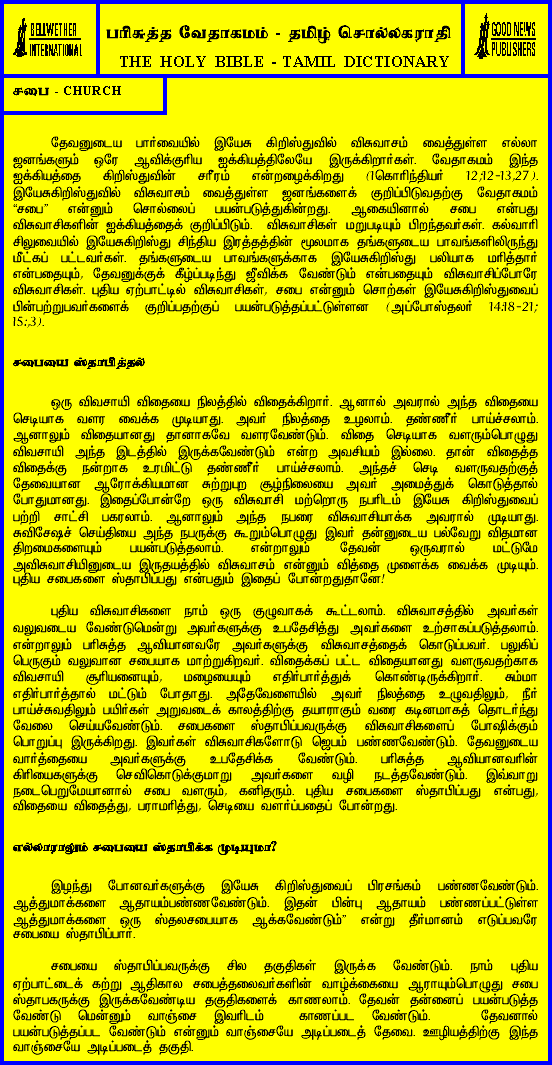 BELLWETHER
INTERNATIONAL
பரிசுத்த வேதாகமம் - தமிழ் சொல்லகராதி
THE HOLY BIBLE - TAMIL DICTIONARY
GOOD NEWS
PUBLISHERS
சபை - CHURCH
தேவனுடைய பார்வையில் இயேசு கிறிஸ்துவில் விசுவாசம் வைத்துள்ள எல்லா
ஜனங்களும் ஒரே ஆவிக்குரிய ஐக்கியத்திலேயே இருக்கிறார்கள். வேதாகமம் இந்த
ஐக்கியத்தை கிறிஸ்துவின் சரீரம் என்றழைக்கிறது (1கொரிந்தியர் 12;12-13,27).
இயேசுகிறிஸ்துவில் விசுவாசம் வைத்துள்ள ஜனங்களைக் குறிப்பிடுவதற்கு வேதாகமம்
“சபை” என்னும் சொல்லைப் பயன்படுத்துகின்றது. ஆகையினால் சபை என்பது
விசுவாசிகளின் ஐக்கியத்தைக் குறிப்பிடும். விசுவாசிகள் மறுபடியும் பிறந்தவர்கள். கல்வாரி
சிலுவையில் இயேசுகிறிஸ்து சிந்திய இரத்தத்தின் மூலமாக தங்களுடைய பாவங்களிலிருந்து
மீட்கப் பட்டவர்கள். தங்களுடைய பாவங்களுக்காக இயேசுகிறிஸ்து பலியாக மரித்தார்
என்பதையும், தேவனுக்குக் கீழ்ப்படிந்து ஜீவிக்க வேண்டும் என்பதையும் விசுவாசிப்போரே
விசுவாசிகள். புதிய ஏற்பாட்டில் விசுவாசிகள், சபை என்னும் சொற்கள் இயேசுகிறிஸ்துவைப்
பின்பற்றுபவர்களைக் குறிப்பதற்குப் பயன்படுத்தப்பட்டுள்ளன (அப்போஸ்தலர் 14:18-21;
15:,3).
சபையை ஸ்தாபித்தல்
ஒரு விவசாயி விதையை நிலத்தில் விதைக்கிறார். ஆனால் அவரால் அந்த விதையை
செடியாக வளர வைக்க முடியாது. அவர் நிலத்தை உழலாம். தண்ணீர் பாய்ச்சலாம்.
ஆனாலும் விதையானது தானாகவே வளரவேண்டும். விதை செடியாக வளரும்பொழுது
விவசாயி அந்த இடத்தில் இருக்கவேண்டும் என்ற அவசியம் இல்லை. தான் விதைத்த
விதைக்கு நன்றாக உரமிட்டு தண்ணீர் பாய்ச்சலாம். அந்தச் செடி வளருவதற்குத்
தேவையான ஆரோக்கியமான சுற்றுபுற சூழ்நிலையை அவர் அமைத்துக் கொடுத்தால்
போதுமானது. இதைப்போன்றே ஒரு விசுவாசி மற்றொரு நபரிடம் இயேசு கிறிஸ்துவைப்
பற்றி சாட்சி பகரலாம். ஆனாலும் அந்த நபரை விசுவாசியாக்க அவரால் முடியாது.
சுவிசேஷச் செய்தியை அந்த நபருக்கு கூறும்பொழுது இவர் தன்னுடைய பல்வேறு விதமான
திறமைகளையும் பயன்படுத்தலாம். என்றாலும் தேவன் ஒருவரால் மட்டுமே
அவிசுவாசியினுடைய இருதயத்தில் விசுவாசம் என்னும் வித்தை முளைக்க வைக்க முடியும்.
புதிய சபைகளை ஸ்தாபிப்பது என்பதும் இதைப் போன்றதுதானே!
புதிய விசுவாசிகளை நாம் ஒரு குழுவாகக் கூட்டலாம். விசுவாசத்தில் அவர்கள்
வலுவடைய வேண்டுமென்று அவர்களுக்கு உபதேசித்து அவர்களை உற்சாகப்படுத்தலாம்.
என்றாலும் பரிசுத்த ஆவியானவரே அவர்களுக்கு விசுவாசத்தைக் கொடுப்பவர். பலுகிப்
பெருகும் வலுவான சபையாக மாற்றுகிறவர். விதைக்கப் பட்ட விதையானது வளருவதற்காக
விவசாயி சூரியனையும், மழையையும் எதிர்பார்த்துக் கொண்டிருக்கிறார். சும்மா
எதிர்பார்த்தால் மட்டும் போதாது. அதேவேளையில் அவர் நிலத்தை உழுவதிலும், நீர்
பாய்ச்சுவதிலும் பயிர்கள் அறுவடைக் காலத்திற்கு தயாராகும் வரை கடினமாகத் தொடர்ந்து
வேலை செய்யவேண்டும். சபைகளை ஸ்தாபிப்பவருக்கு விசுவாசிகளைப் போஷிக்கும்
பொறுப்பு இருக்கிறது. இவர்கள் விசுவாசிகளோடு ஜெபம் பண்ணவேண்டும். தேவனுடைய
வார்த்தையை அவர்களுக்கு உபதேசிக்க வேண்டும். பரிசுத்த ஆவியானவரின்
கிரியைகளுக்கு செவிகொடுக்குமாறு அவர்களை வழி நடத்தவேண்டும். இவ்வாறு
நடைபெறுமேயானால் சபை வளரும், கனிதரும். புதிய சபைகளை ஸ்தாபிப்பது என்பது,
விதையை விதைத்து, பராமரித்து, செடியை வளர்ப்பதைப் போன்றது.
எல்லாராலும் சபையை ஸ்தாபிக்க முடியுமா?
இழந்து போனவர்களுக்கு இயேசு கிறிஸ்துவைப் பிரசங்கம் பண்ணவேண்டும்.
ஆத்துமாக்களை ஆதாயம்பண்ணவேண்டும். இதன் பின்பு ஆதாயம் பண்ணப்பட்டுள்ள
ஆத்துமாக்களை ஒரு ஸ்தலசபையாக ஆக்கவேண்டும்” என்று தீர்மானம் எடுப்பவரே
சபையை ஸ்தாபிப்பார்.
சபையை ஸ்தாபிப்பவருக்கு சில தகுதிகள் இருக்க வேண்டும். நாம் புதிய
ஏற்பாட்டைக் கற்று ஆதிகால சபைத்தலைவர்களின் வாழ்க்கையை ஆராயும்பொழுது சபை
ஸ்தாபகருக்கு இருக்கவேண்டிய தகுதிகளைக் காணலாம். தேவன் தன்னைப் பயன்படுத்த
வேண்டு மென்னும் வாஞ்சை இவரிடம் காணப்பட வேண்டும். தேவனால்
பயன்படுத்தப்பட வேண்டும் என்னும் வாஞ்சையே அடிப்படைத் தேவை. ஊழியத்திற்கு இந்த
வாஞ்சையே அடிப்படைத் தகுதி.